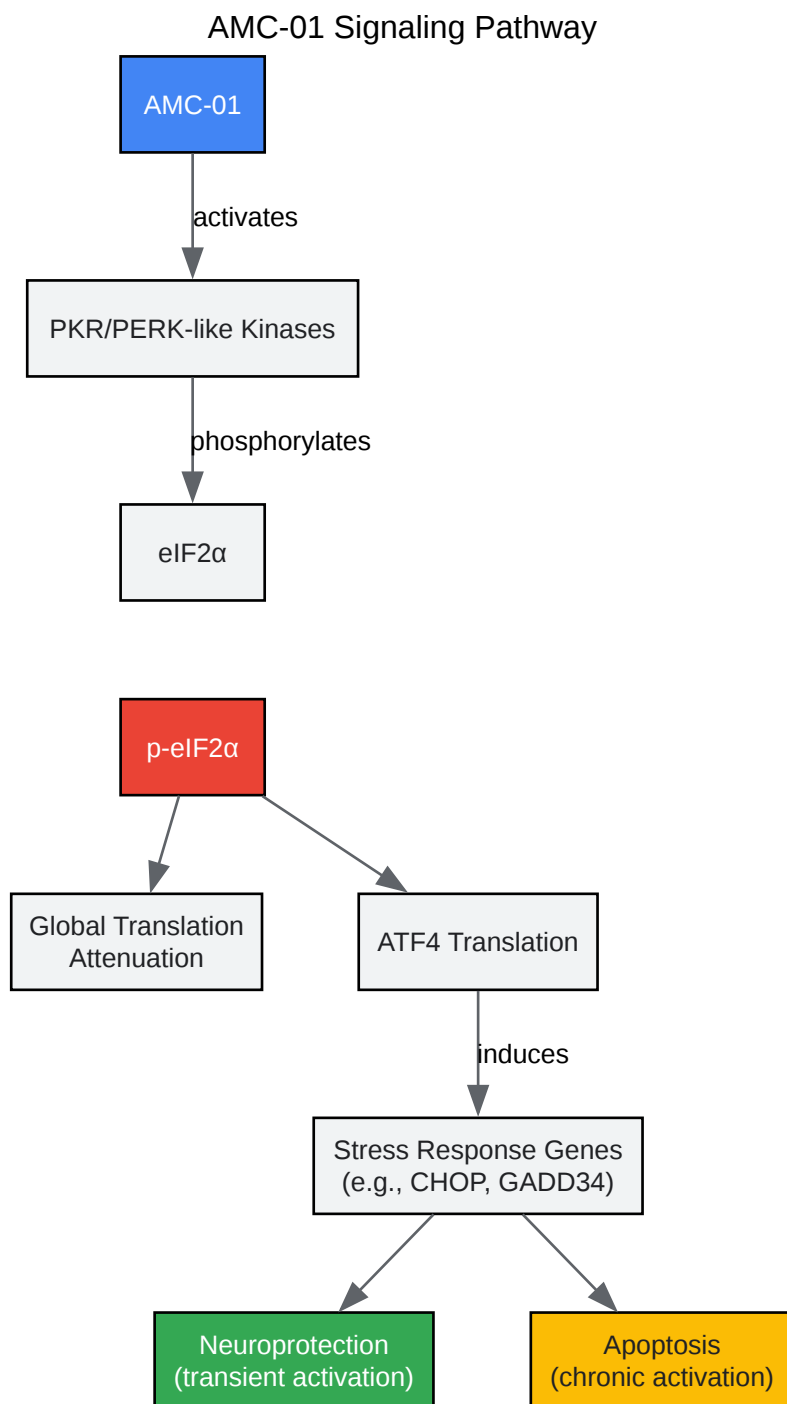 AMC-01 Signaling Pathway
AMC-01
activates
PKR/PERK-like Kinases
phosphorylates
eIF2α
p-eIF2α
Global Translation
Attenuation
ATF4 Translation
induces
Stress Response Genes
(e.g., CHOP, GADD34)
Neuroprotection
(transient activation)
Apoptosis
(chronic activation)